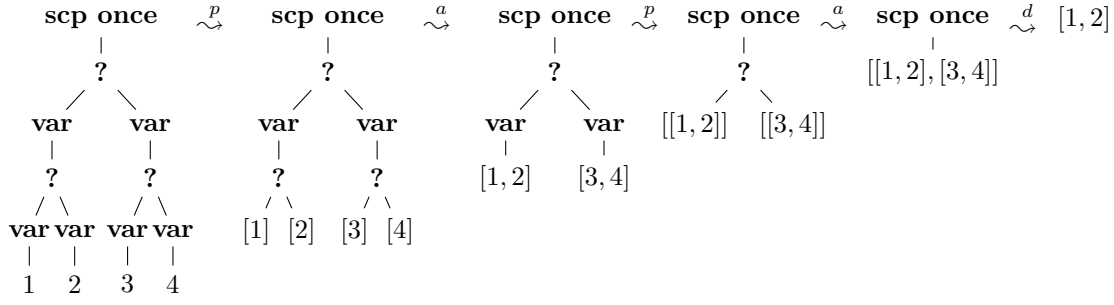 scp once p scp once a scp once p scp once a scp once d [1, 2]
? ? ? [[1, 2], [3, 4]]
?
var var var var var var [[1, 2]] [[3, 4]]
? ? ? ? [1, 2] [3, 4]
var var var var [1] [2] [3] [4]
1 2 3 4